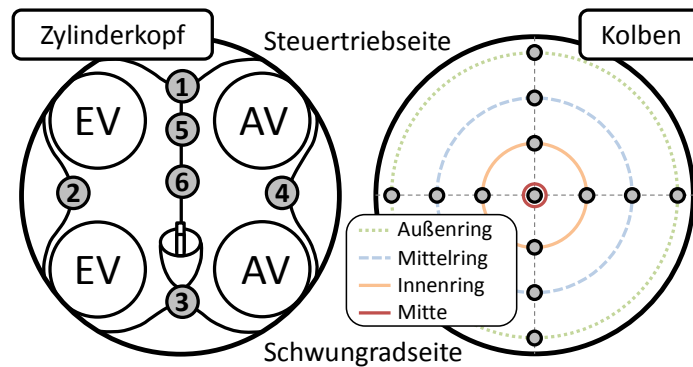 Zylinderkopf
Steuertriebseite
Kolben
1
EV
5
AV
6
2
4
EV
AV
3
Außenring
Mittelring
Innenring
Mitte
Schwungradseite